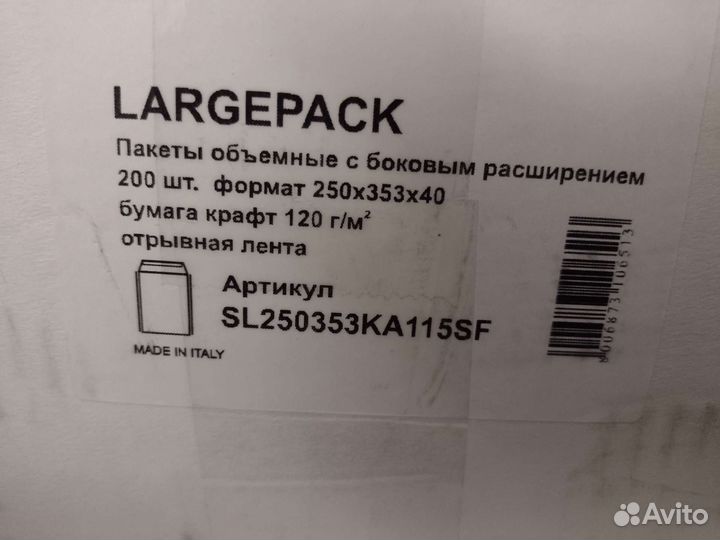 LARGEPACK
Пакеты объемные с боковым расширением
200 шт. формат 250х353х40
бумага крафт 120 г/м²
отрывная лента
Артикул
SL250353KA115SF
MADE IN ITALY
Avito